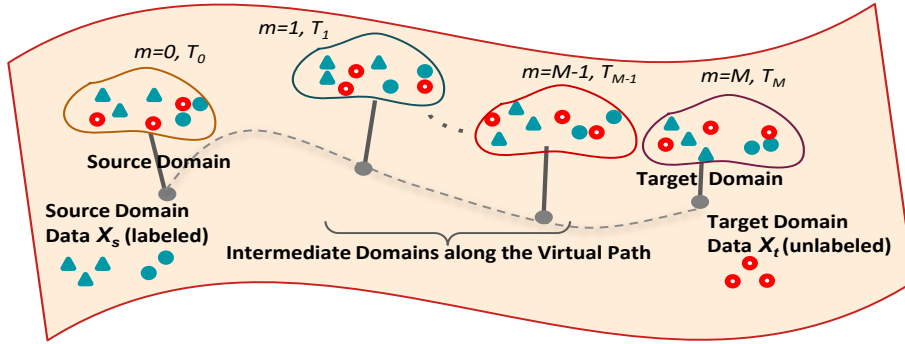 m=0, T0
m=1, T1
m=M-1, TM-1
m=M, TM
Source Domain
Target Domain
Source Domain
Data Xs (labeled)
Intermediate Domains along the Virtual Path
Target Domain
Data Xt (unlabeled)